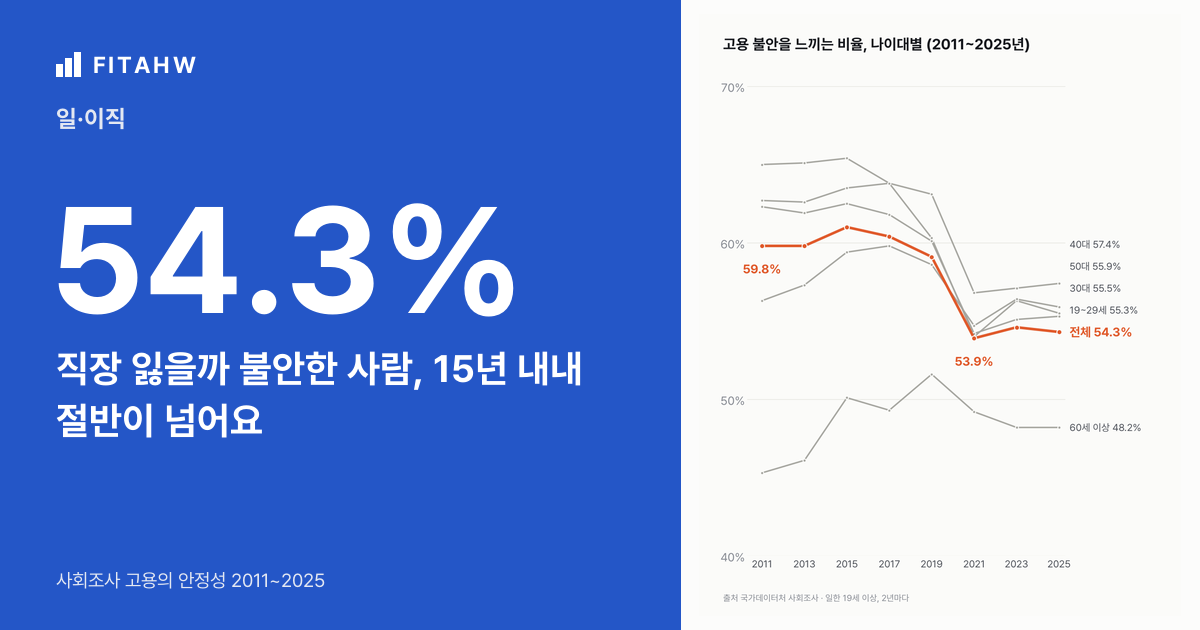 FITAHW
일·이직
54.3%
직장 잃을까 불안한 사람, 15년 내내
절반이 넘어요
사회조사 고용의 안정성 2011~2025
고용 불안을 느끼는 비율, 나이대별 (2011~2025년)
70%
60%
50%
40%
59.8%
53.9%
40대 57.4%
50대 55.9%
30대 55.5%
19~29세 55.3%
전체 54.3%
60세 이상 48.2%
2011 2013 2015 2017 2019 2021 2023 2025
출처 국가데이터처 사회조사 · 일한 19세 이상, 2년마다